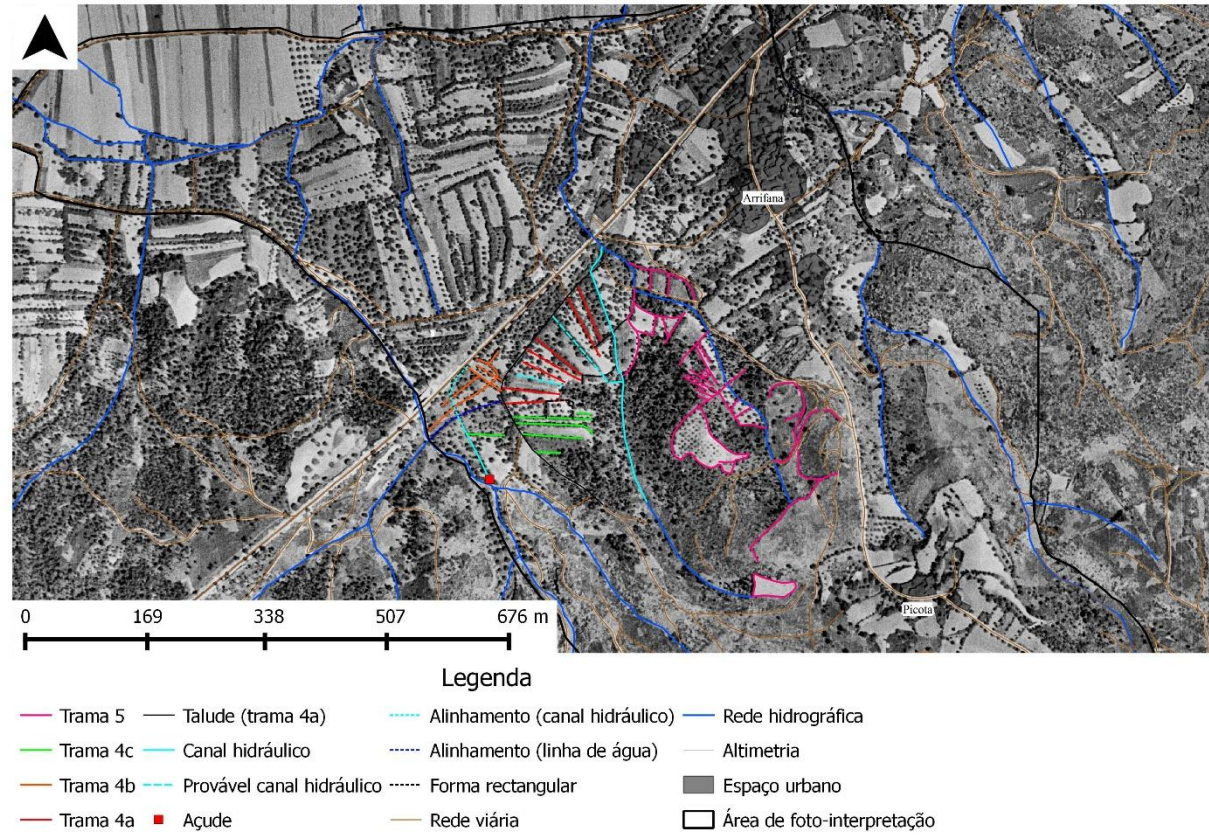 Arrifana
Picota
0 169 338 507 676 m
Legenda
Trama 5 Talude (trama 4a) Alinhamento (canal hidráulico) Rede hidrográfica
Trama 4c Canal hidráulico Alinhamento (linha de água) Altimetria
Trama 4b Provável canal hidráulico Forma rectangular Espaço urbano
Trama 4a Açude Rede viária Área de foto-interpretação